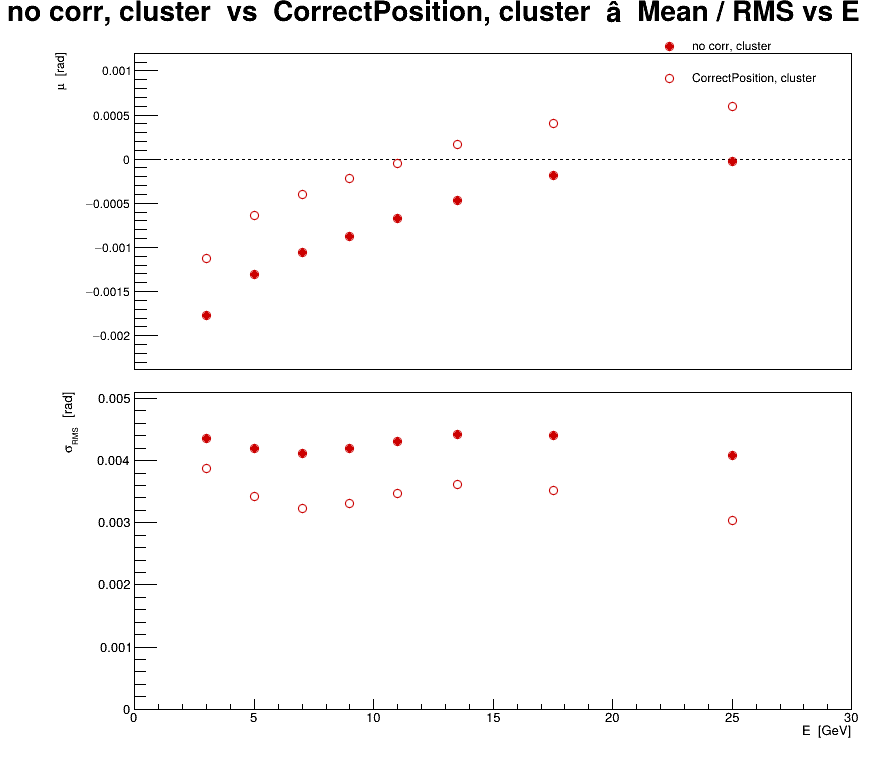 no corr, cluster vs CorrectPosition, cluster â Mean / RMS vs E
no corr, cluster
CorrectPosition, cluster
μ [rad]
0.001
0.0005
0
−0.0005
−0.001
−0.0015
−0.002
σRMS [rad]
0.005
0.004
0.003
0.002
0.001
0
0 5 10 15 20 25 30
E [GeV]